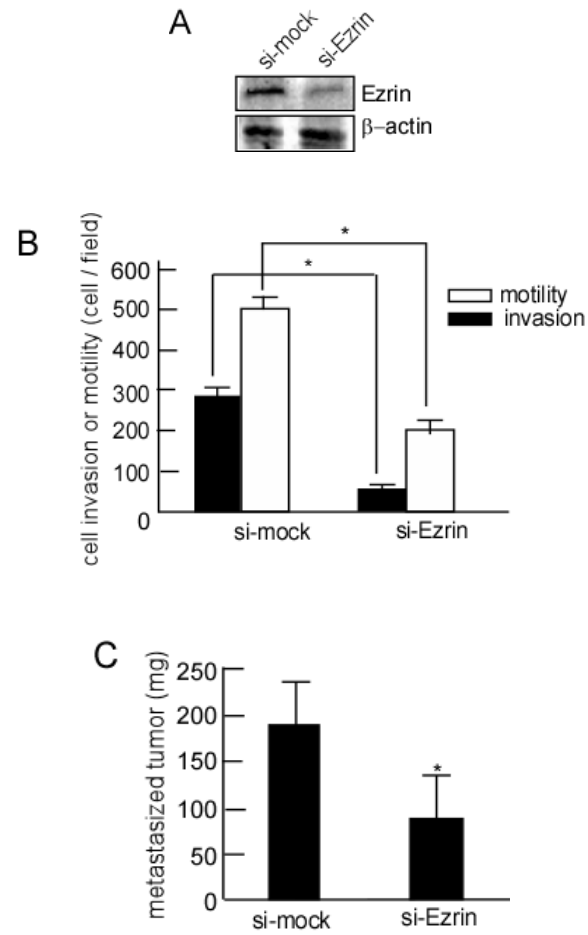 A
si-mock si-Ezrin
Ezrin
β-actin
B
cell invasion or motility (cell / field)
600
500
400
300
200
100
0
*
*
motility
invasion
si-mock si-Ezrin
C
metastasized tumor (mg)
250
200
150
100
50
0
*
si-mock si-Ezrin